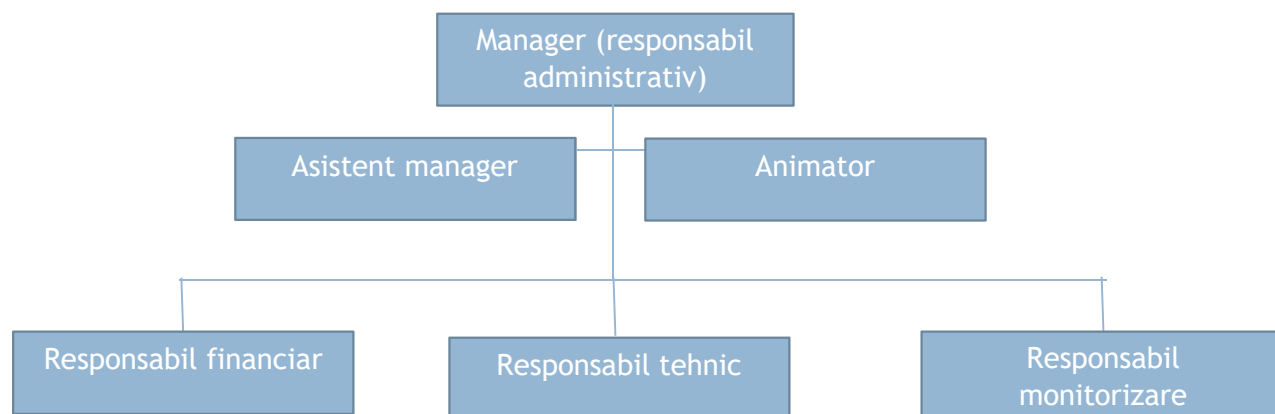 Manager (responsabil
administrativ)
Asistent manager
Animator
Responsabil financiar
Responsabil tehnic
Responsabil
monitorizare